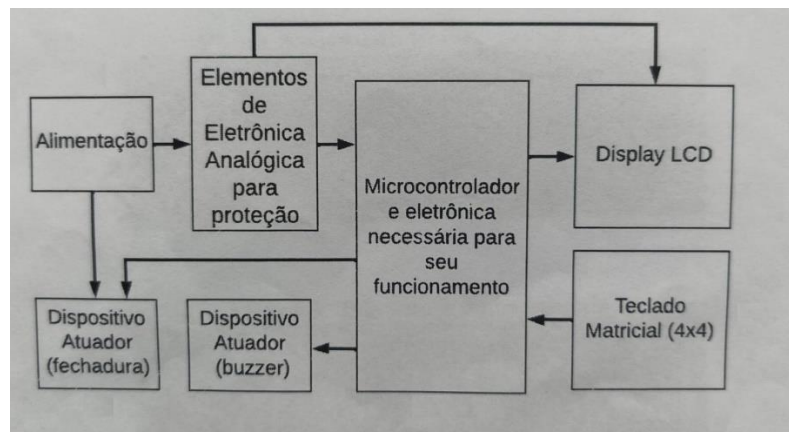 Alimentação
Elementos
de
Eletrônica
Analógica
para
proteção
Microcontrolador
e eletrônica
necessária para
seu
funcionamento
Display LCD
Teclado
Matricial (4x4)
Dispositivo
Atuador
(fechadura)
Dispositivo
Atuador
(buzzer)